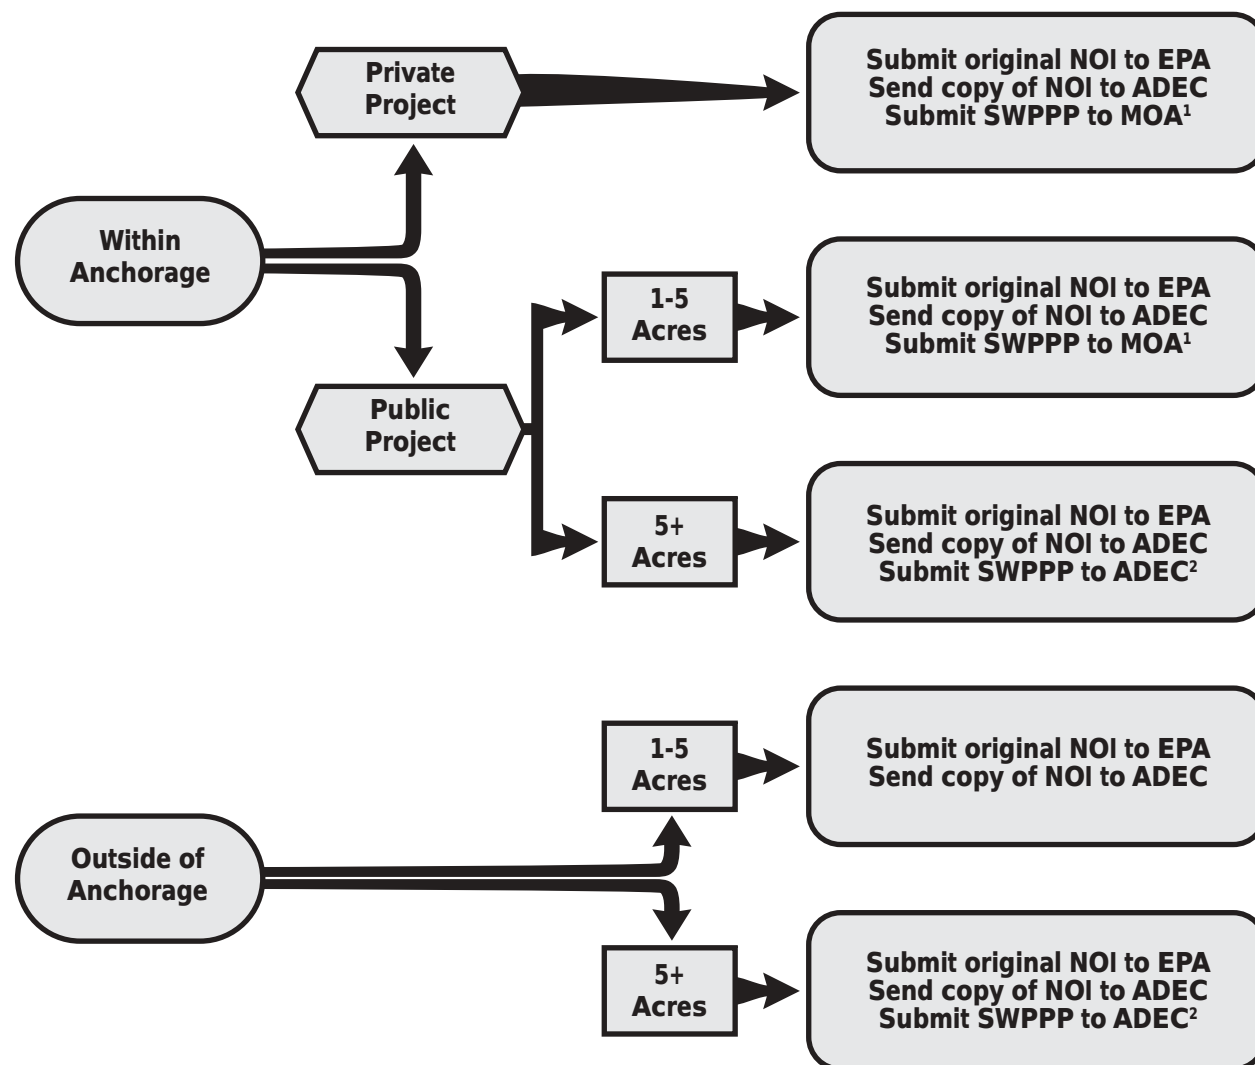 Private
Project
Submit original NOI to EPA
Send copy of NOI to ADEC
Submit SWPPP to MOA¹
Within
Anchorage
Public
Project
1-5
Acres
Submit original NOI to EPA
Send copy of NOI to ADEC
Submit SWPPP to MOA¹
5+
Acres
Submit original NOI to EPA
Send copy of NOI to ADEC
Submit SWPPP to ADEC²
Outside of
Anchorage
1-5
Acres
Submit original NOI to EPA
Send copy of NOI to ADEC
5+
Acres
Submit original NOI to EPA
Send copy of NOI to ADEC
Submit SWPPP to ADEC²